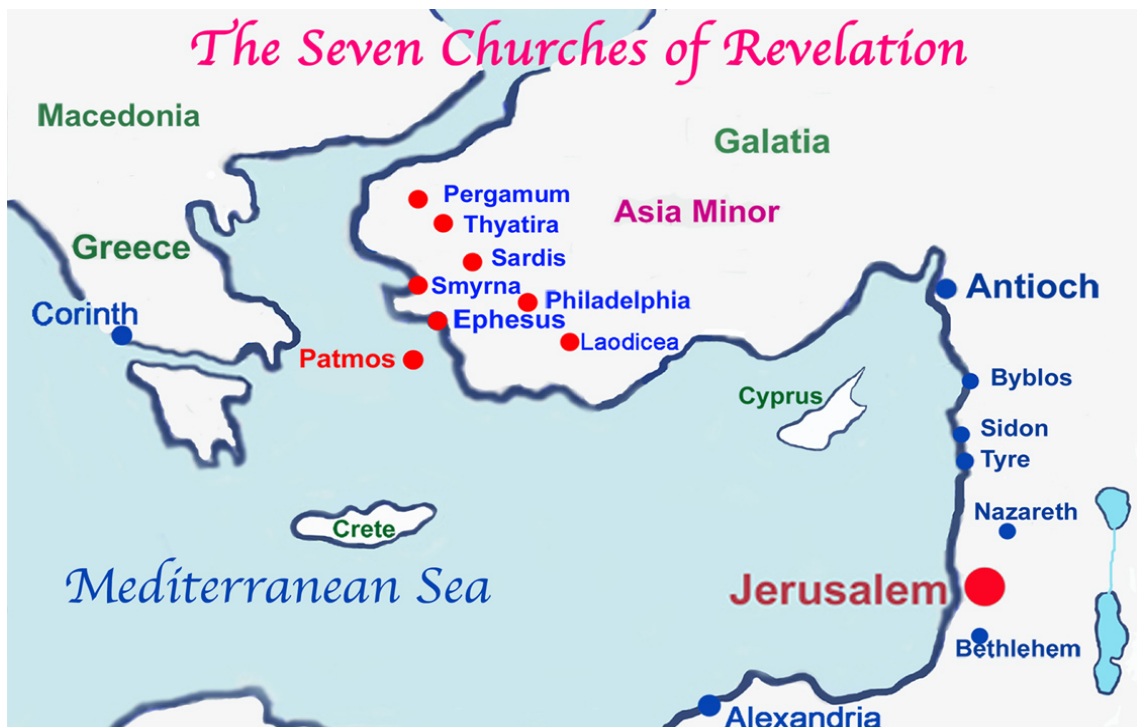 The Seven Churches of Revelation
Macedonia
Galatia
Pergamum
Asia Minor
Thyatira
Greece
Sardis
Smyrna
Antioch
Philadelphia
Corinth
Ephesus
Laodicea
Patmos
Byblos
Cyprus
Sidon
Tyre
Nazareth
Crete
Mediterranean Sea
Jerusalem
Bethlehem
Alexandria